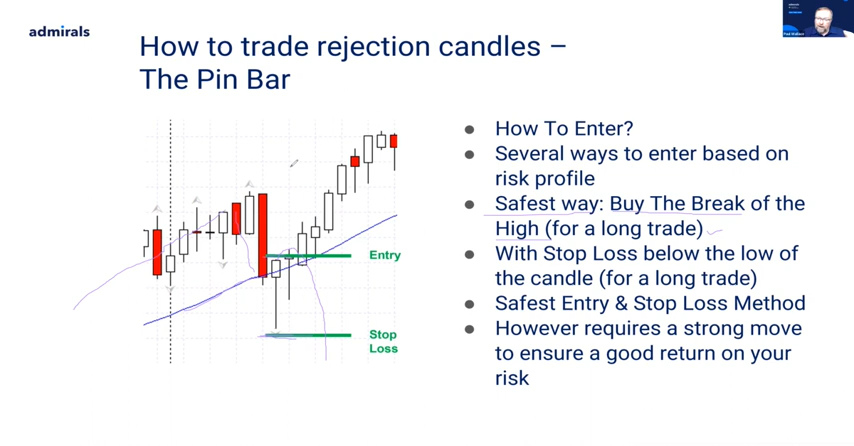 admirals
How to trade rejection candles –
The Pin Bar
Entry
Stop
Loss
How To Enter?
Several ways to enter based on
risk profile
Safest way: Buy The Break of the
High (for a long trade)
With Stop Loss below the low of
the candle (for a long trade)
Safest Entry & Stop Loss Method
However requires a strong move
to ensure a good return on your
risk